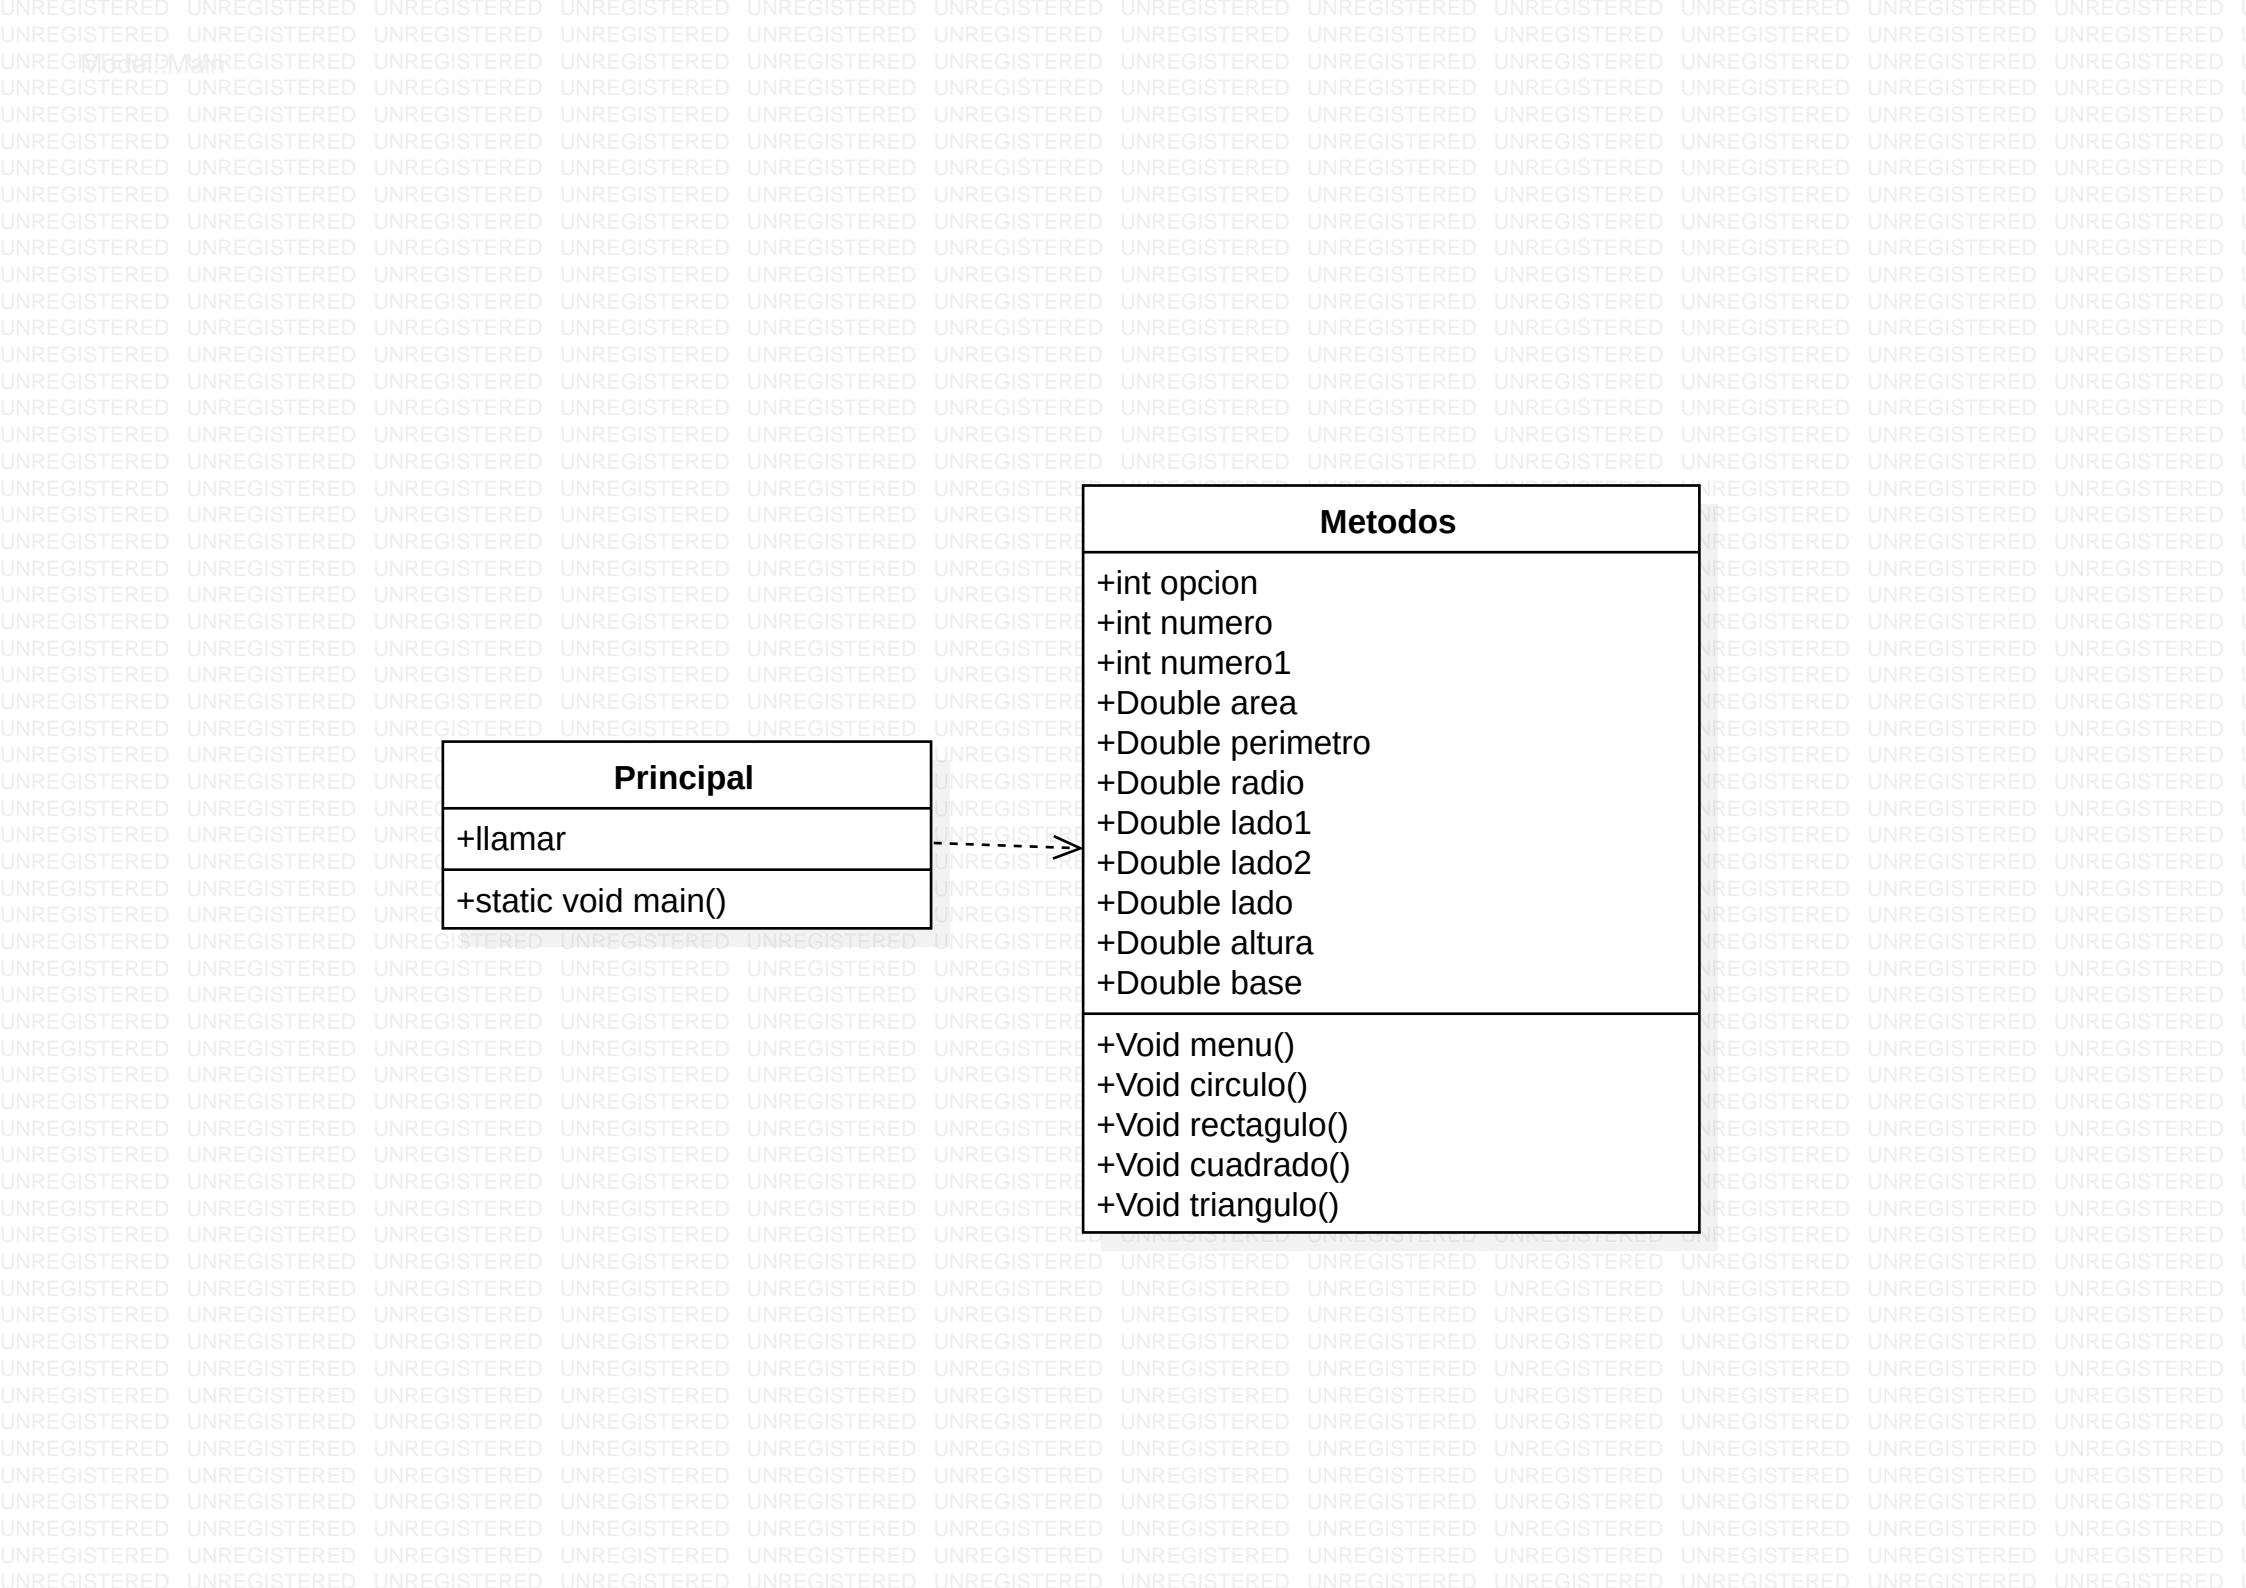 Model::Main
Principal
+llamar
+static void main()
Metodos
+int opcion
+int numero
+int numero1
+Double area
+Double perimetro
+Double radio
+Double lado1
+Double lado2
+Double lado
+Double altura
+Double base
+Void menu()
+Void circulo()
+Void rectagulo()
+Void cuadrado()
+Void triangulo()
UNREGISTERED